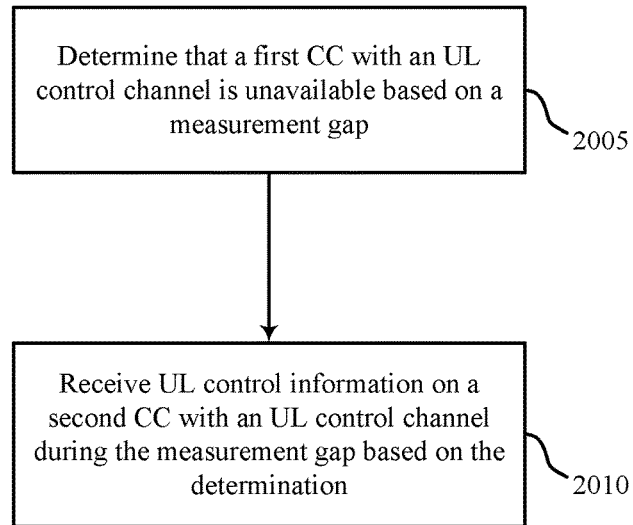 Determine that a first CC with an UL
control channel is unavailable based on a
measurement gap
2005
Receive UL control information on a
second CC with an UL control channel
during the measurement gap based on the
determination
2010